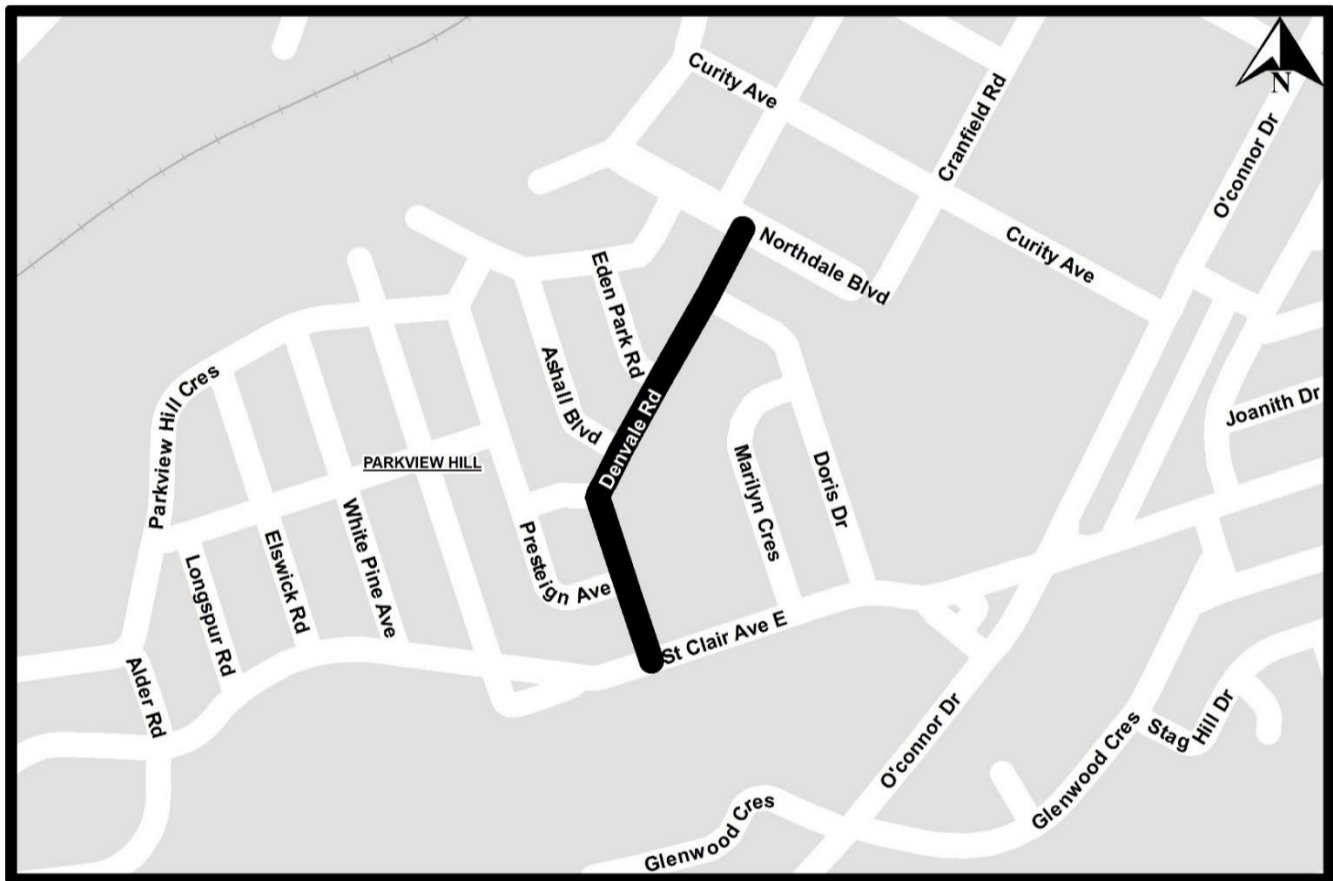 Curity Ave
Cranfield Rd
N
O'connor Dr
Northdale Blvd
Curity Ave
Eden Park Rd
Ashall Blvd
Parkview Hill Cres
Denvale Rd
Joanith Dr
PARKVIEW HILL
Marilyn Cres
Doris Dr
White Pine Ave
Elswick Rd
Longspur Rd
Presteign Ave
St Clair Ave E
Alder Rd
O'connor Dr
Stag Hill Dr
Glenwood Cres
Glenwood Cres